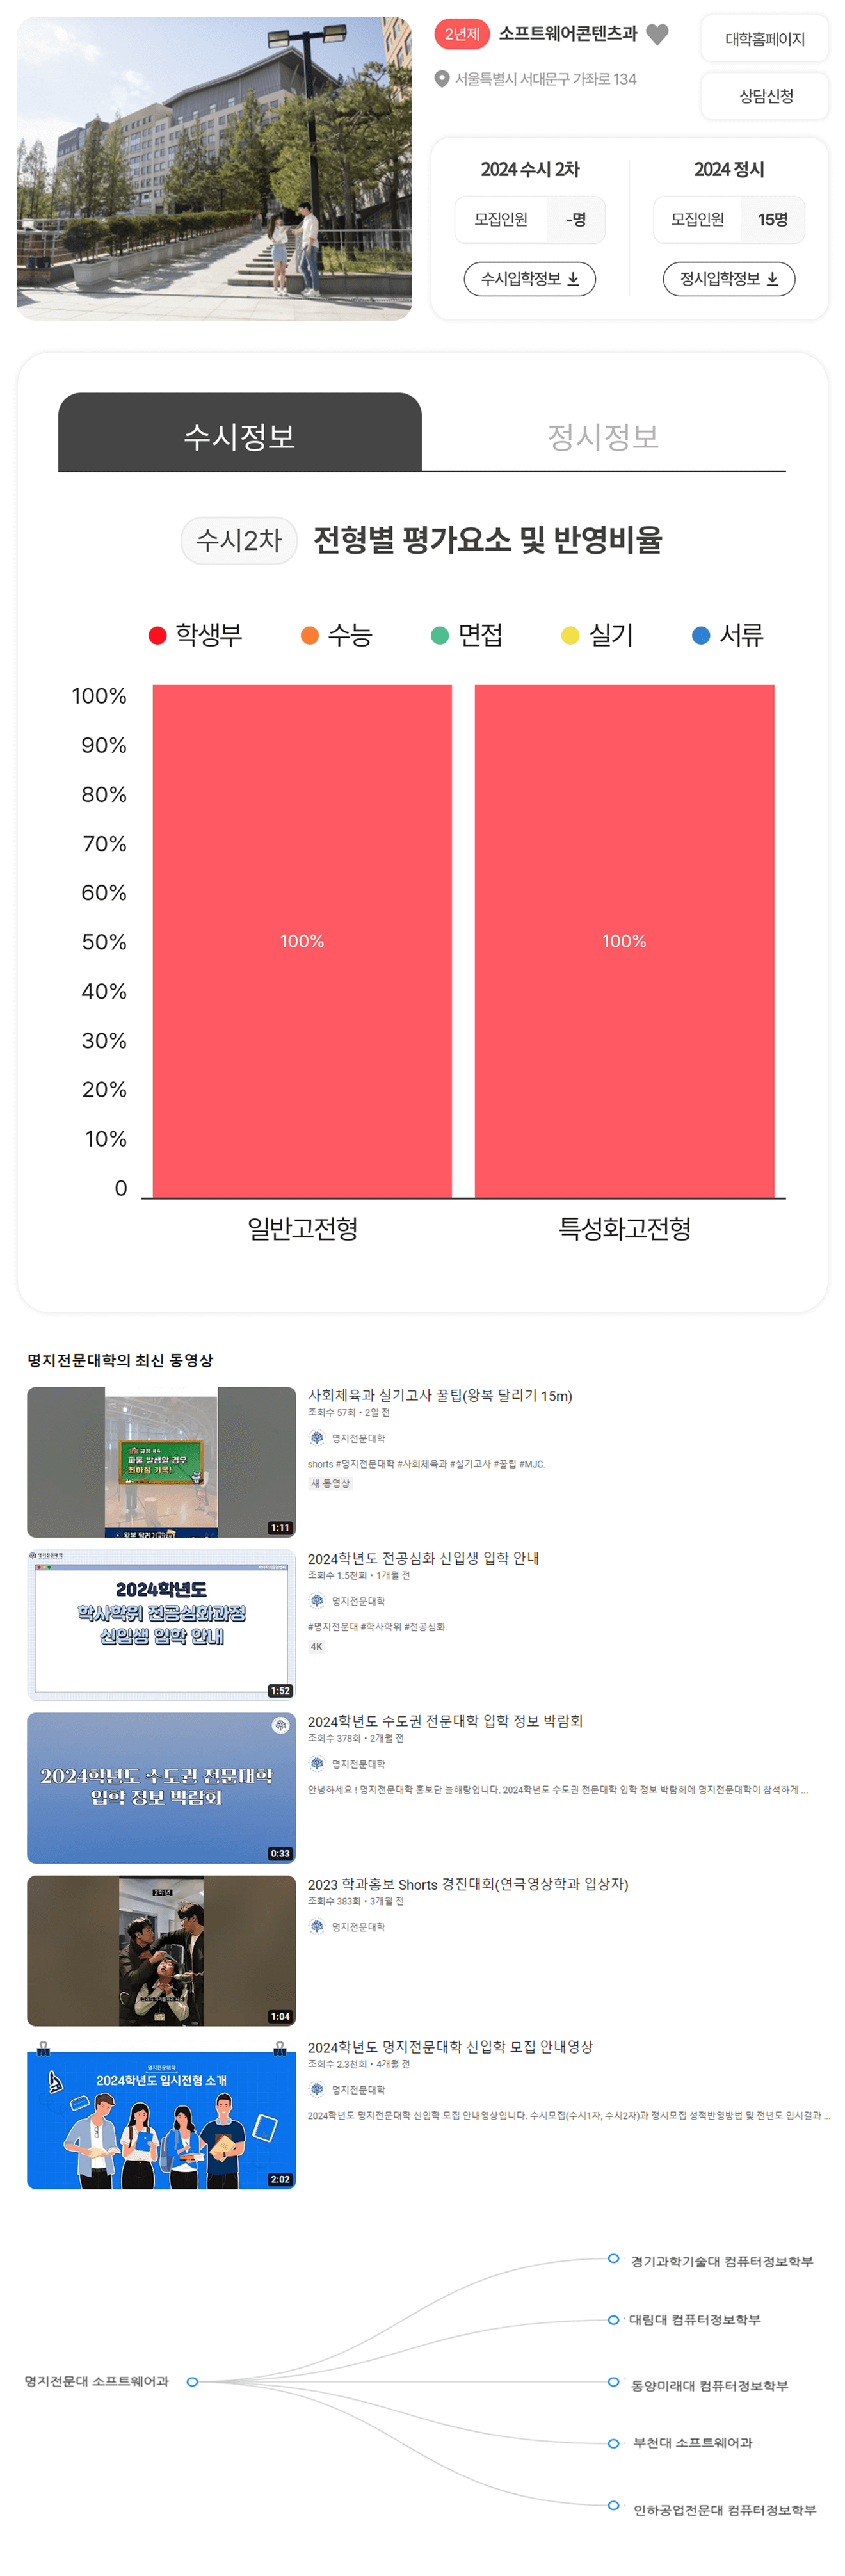 2년제 소프트웨어콘텐츠과
서울특별시 서대문구 가좌로 134
대학홈페이지
상담신청
2024 수시 2차
모집인원 -명
수시입학정보
2024 정시
모집인원 15명
정시입학정보
수시정보
정시정보
수시2차 전형별 평가요소 및 반영비율
학생부 수능 면접 실기 서류
100%
90%
80%
70%
60%
50%
40%
30%
20%
10%
0
100%
100%
일반고전형
특성화고전형
명지전문대학의 최신 동영상
파울 발생할 경우
최하점 기록!
1:11
사회체육과 실기고사 꿀팁(왕복 달리기 15m)
조회수 57회 • 2일 전
명지전문대학
shorts #명지전문대학 #사회체육과 #실기고사 #꿀팁 #MJC.
새 동영상
명지전문대학
2024학년도
학사학위 전공심화과정
신입생 입학 안내
1:52
2024학년도 전공심화 신입생 입학 안내
조회수 1.5천회 • 1개월 전
명지전문대학
#명지전문대 #학사학위 #전공심화.
4K
2024학년도 수도권 전문대학
입학 정보 박람회
0:33
2024학년도 수도권 전문대학 입학 정보 박람회
조회수 378회 • 2개월 전
명지전문대학
안녕하세요 ! 명지전문대학 홍보단 늘해랑입니다. 2024학년도 수도권 전문대학 입학 정보 박람회에 명지전문대학이 참석하게 ...
2학년
1:04
2023 학과홍보 Shorts 경진대회(연극영상학과 입상자)
조회수 383회 • 3개월 전
명지전문대학
명지전문대학
2024학년도 입시전형 소개
2:02
2024학년도 명지전문대학 신입학 모집 안내영상
조회수 2.3천회 • 4개월 전
명지전문대학
2024학년도 명지전문대학 신입학 모집 안내영상입니다. 수시모집(수시1차, 수시2차)과 정시모집 성적반영방법 및 전년도 입시결과 ...
경기과학기술대 컴퓨터정보학부
대림대 컴퓨터정보학부
명지전문대 소프트웨어과
동양미래대 컴퓨터정보학부
부천대 소프트웨어과
인하공업전문대 컴퓨터정보학부